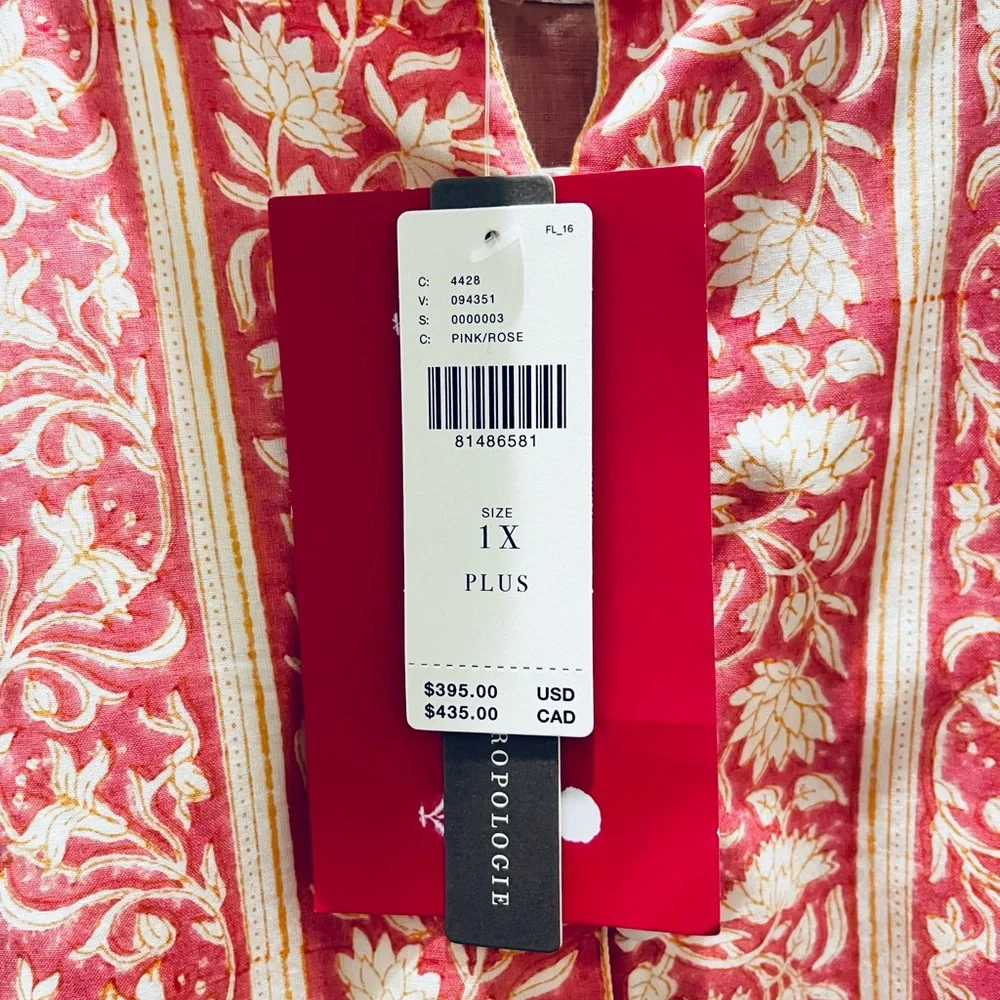 FL_16
C: 4428
V: 094351
S: 0000003
C: PINK/ROSE
81486581
SIZE
1X
PLUS
$395.00 USD
$435.00 CAD
ROPOLOGIE